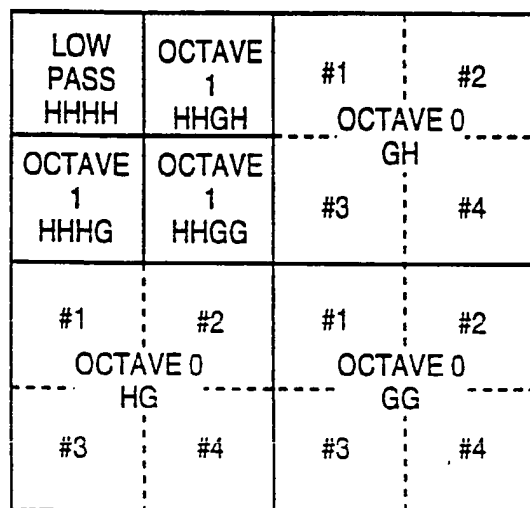 LOW
PASS
HHHH
OCTAVE
1
HHGH
#1
#2
OCTAVE 0
GH
#3
#4
OCTAVE
1
HHHG
OCTAVE
1
HHGG
#1
#2
OCTAVE 0
HG
#3
#4
#1
#2
OCTAVE 0
GG
#3
#4